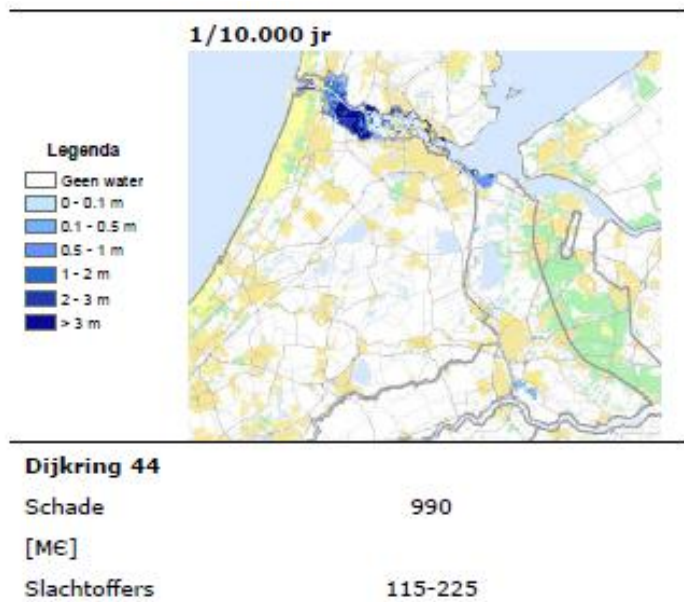 1/10.000 jr
Legenda
Geen water
0 - 0.1 m
0.1 - 0.5 m
0.5 - 1 m
1 - 2 m
2 - 3 m
> 3 m
Dijkring 44
Schade 990
[M€]
Slachtoffers 115-225